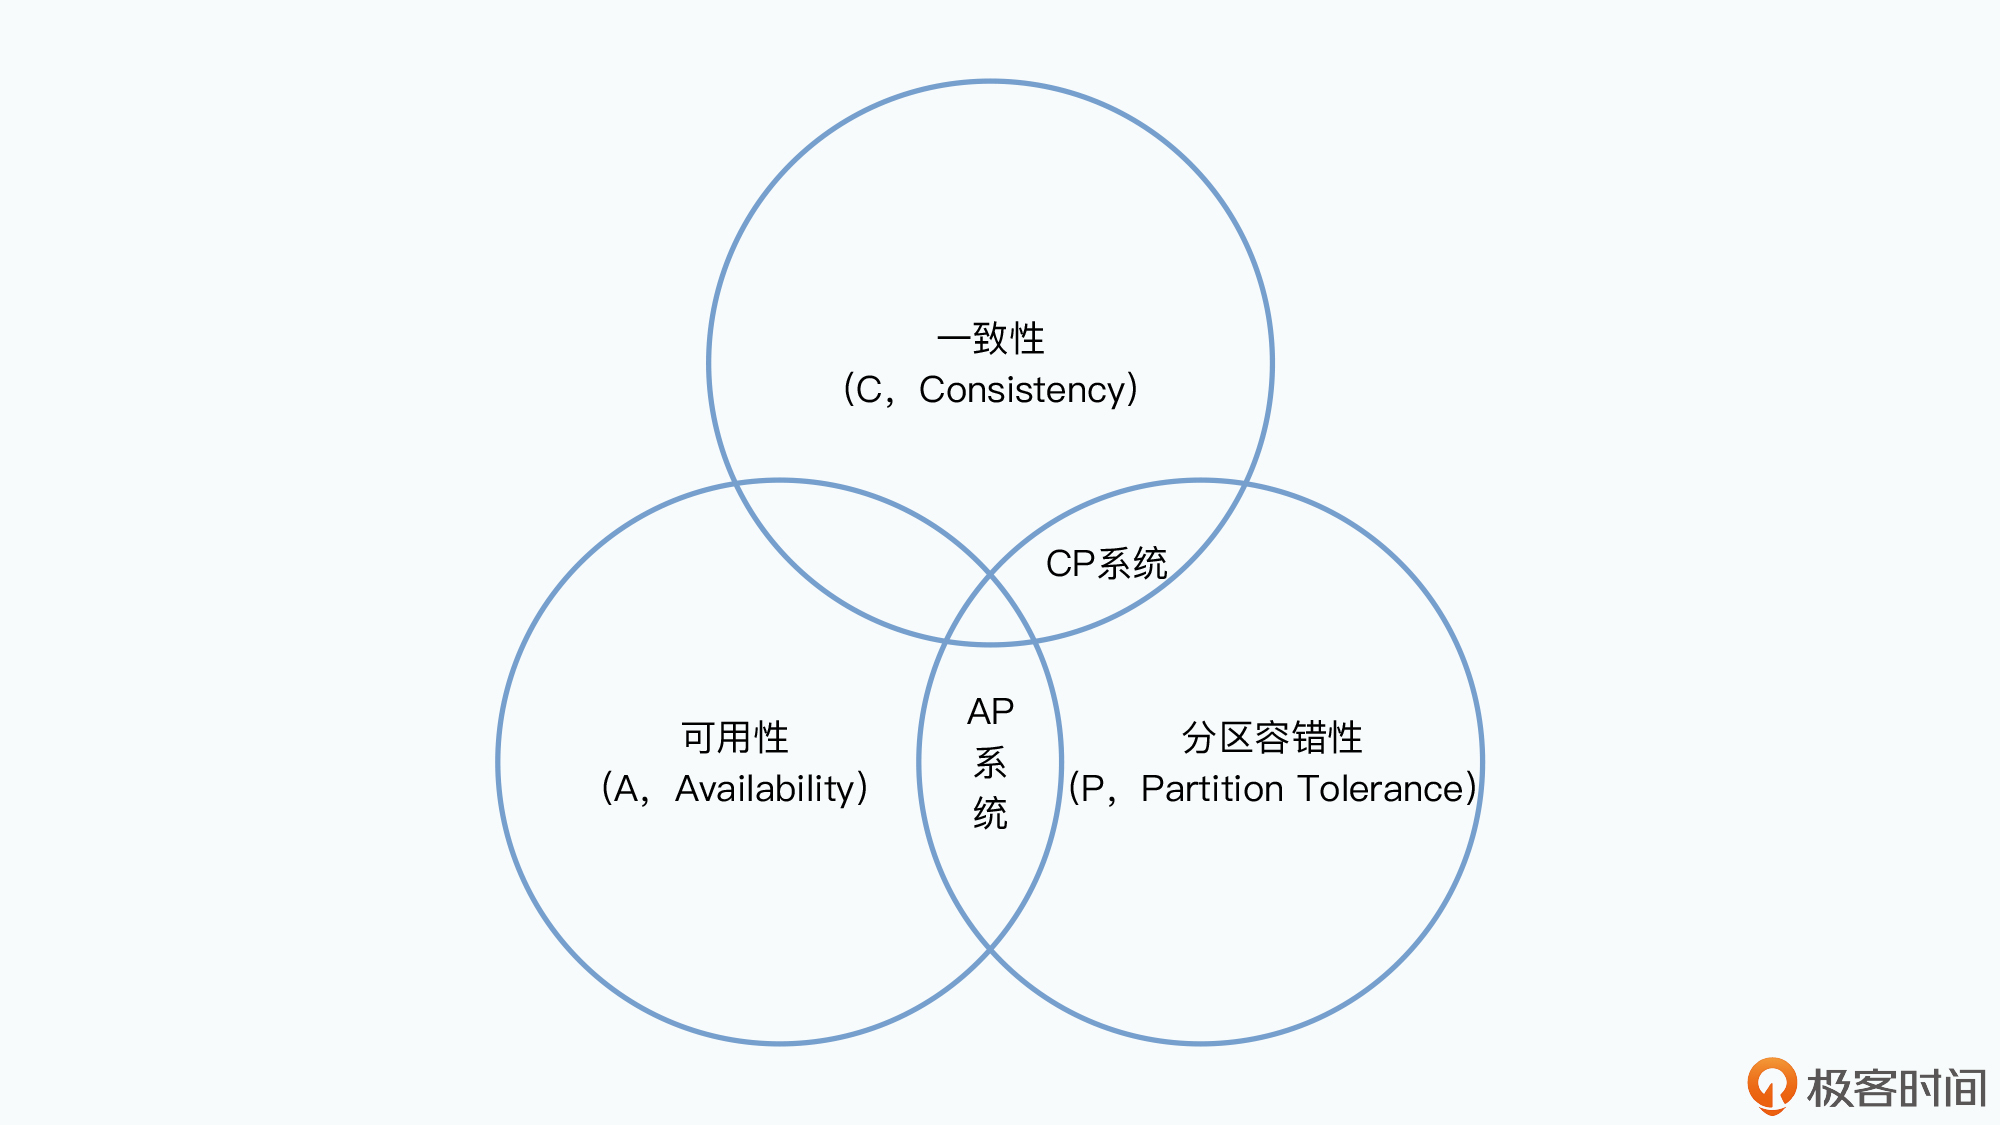 一致性
（C，Consistency）
CP系统
AP
系
统
可用性
（A，Availability）
分区容错性
（P，Partition Tolerance）
极客时间